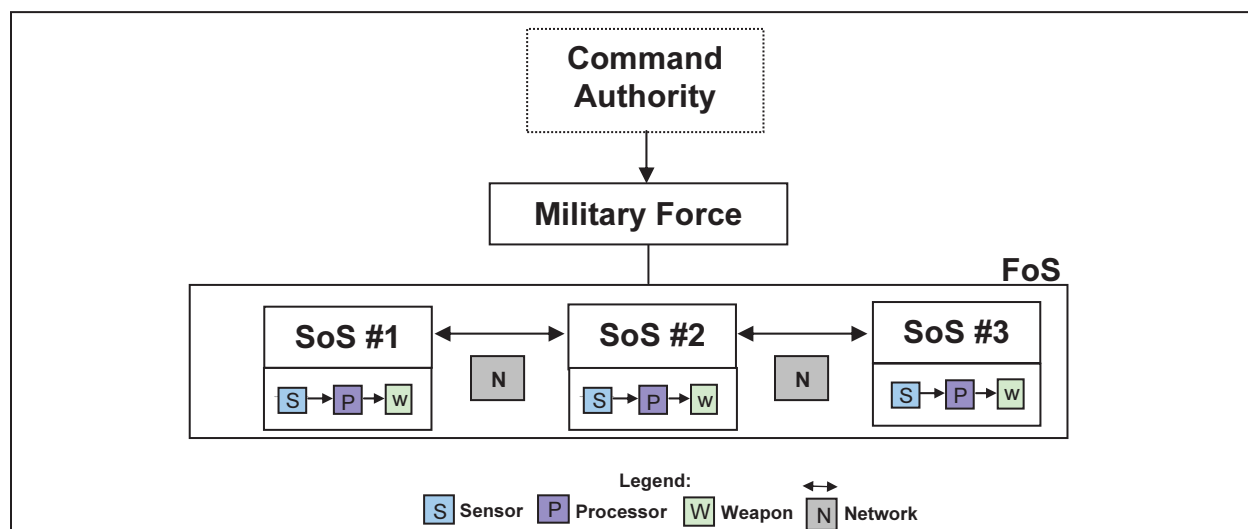 Command
Authority
Military Force
FoS
SoS #1
SoS #2
SoS #3
N
N
S P w
S P w
S P w
Legend:
S Sensor P Processor W Weapon N Network